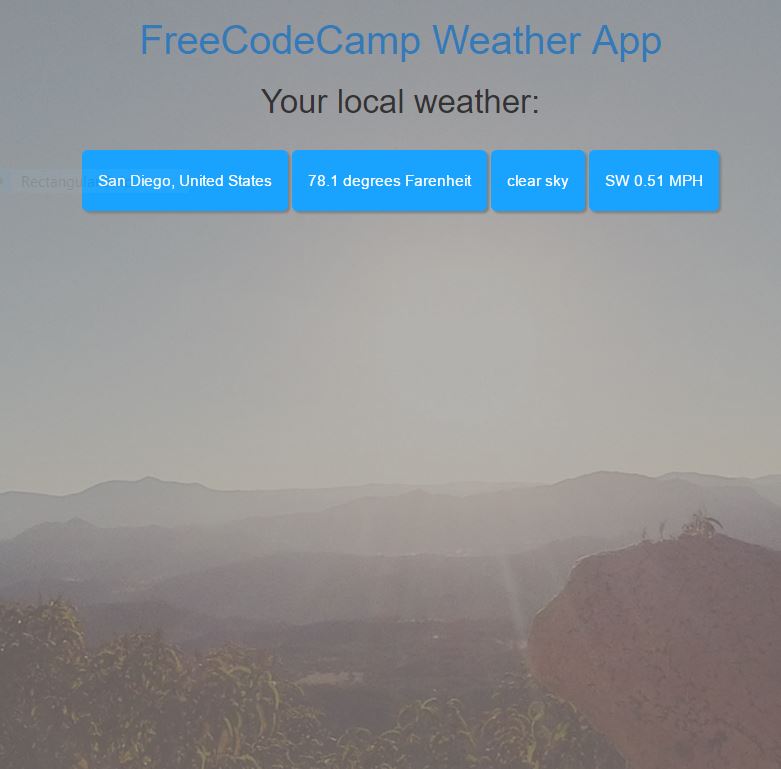 FreeCodeCamp Weather App
Your local weather:
Rectangular San Diego, United States 78.1 degrees Farenheit clear sky SW 0.51 MPH